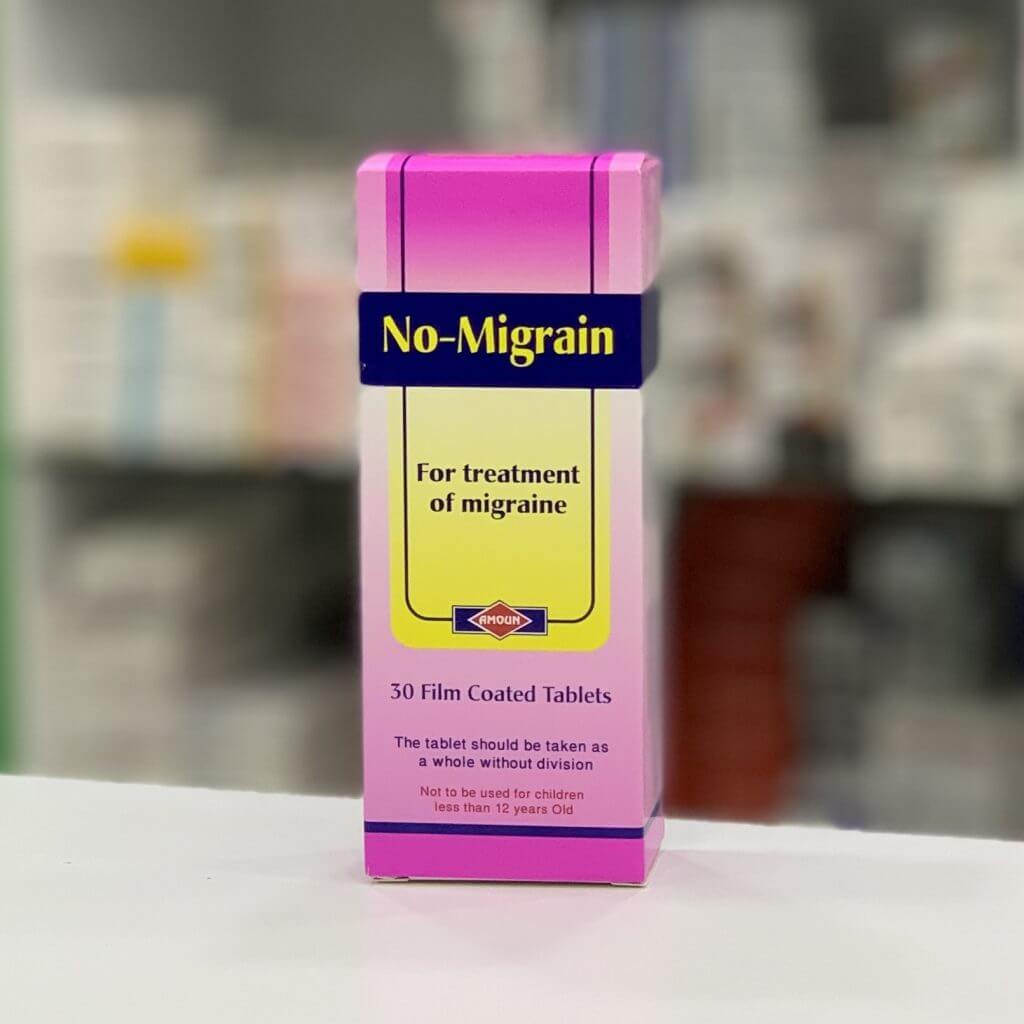 No-Migrain
For treatment
of migraine
AMOUN
30 Film Coated Tablets
The tablet should be taken as
a whole without division
Not to be used for children
less than 12 years Old